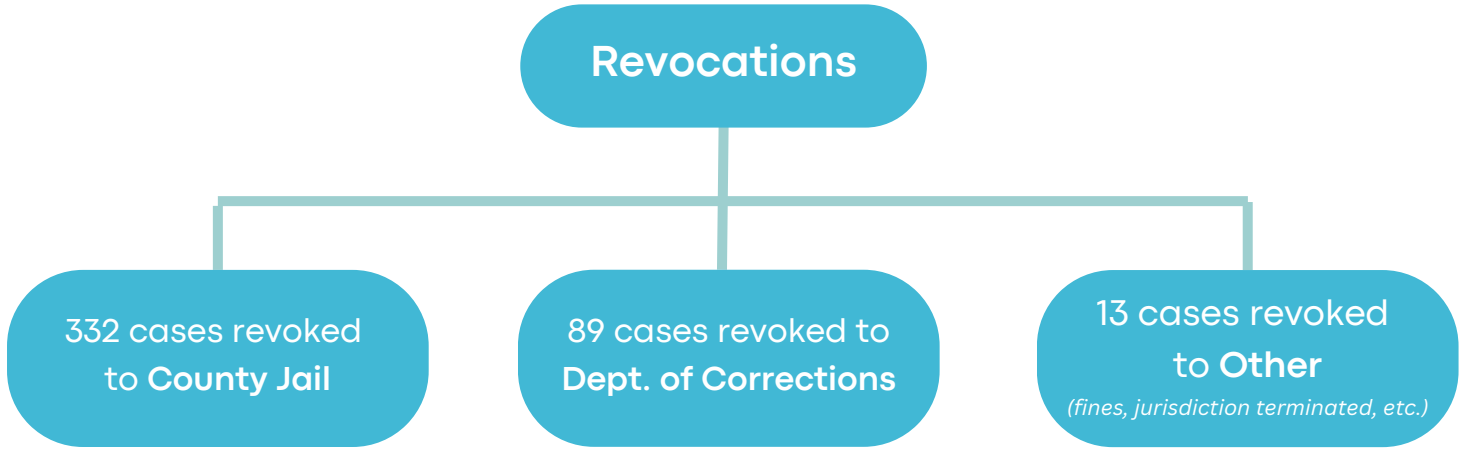 Revocations
332 cases revoked
to County Jail
89 cases revoked to
Dept. of Corrections
13 cases revoked
to Other
(fines, jurisdiction terminated, etc.)